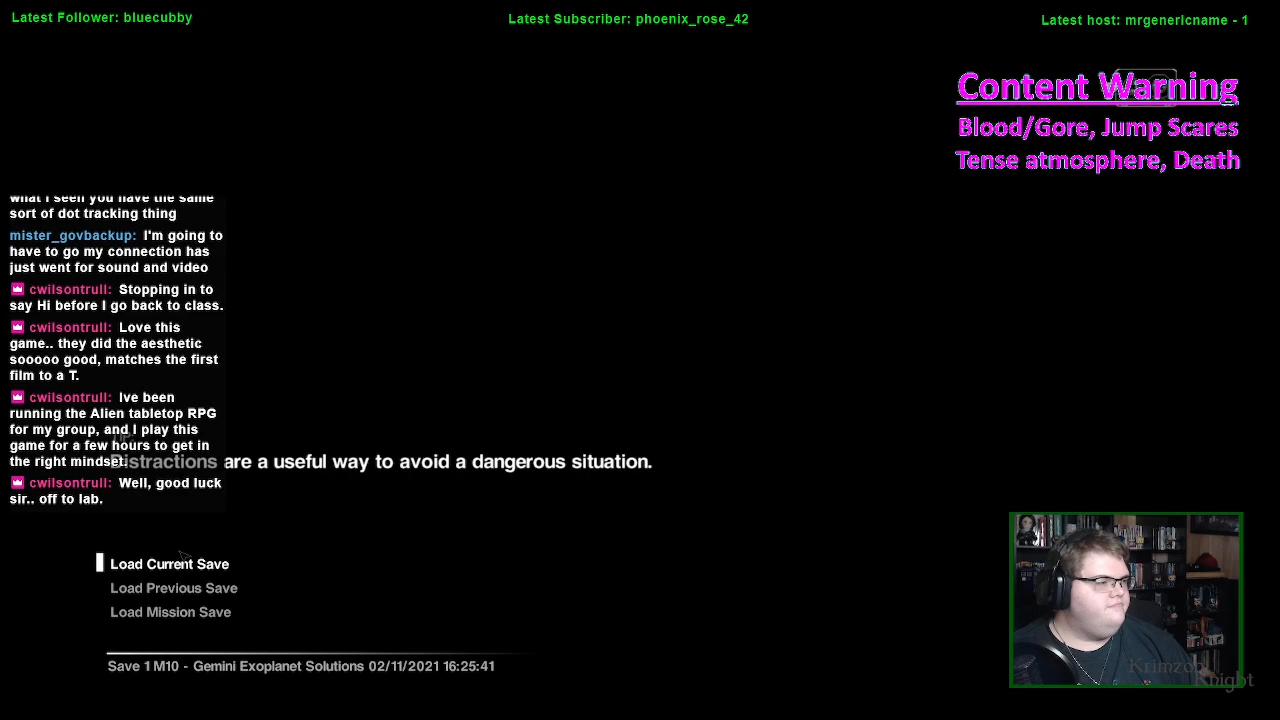 Latest Follower: bluecubby
Latest Subscriber: phoenix_rose_42
Latest host: mrgenericname - 1
Content Warning
Blood/Gore, Jump Scares
Tense atmosphere, Death
what I seen you have the same
sort of dot tracking thing
mister_govbackup: I'm going to
have to go my connection has
just went for sound and video
cwilsontrull: Stopping in to
say Hi before I go back to class.
cwilsontrull: Love this
game.. they did the aesthetic
sooooo good, matches the first
film to a T.
cwilsontrull: Ive been
running the Alien tabletop RPG
for my group, and I play this
game for a few hours to get in
the right mindset.
cwilsontrull: Well, good luck
sir.. off to lab.
TIP:
Distractions are a useful way to avoid a dangerous situation.
Load Current Save
Load Previous Save
Load Mission Save
Save 1 M10 - Gemini Exoplanet Solutions 02/11/2021 16:25:41
Krimzon
Knight